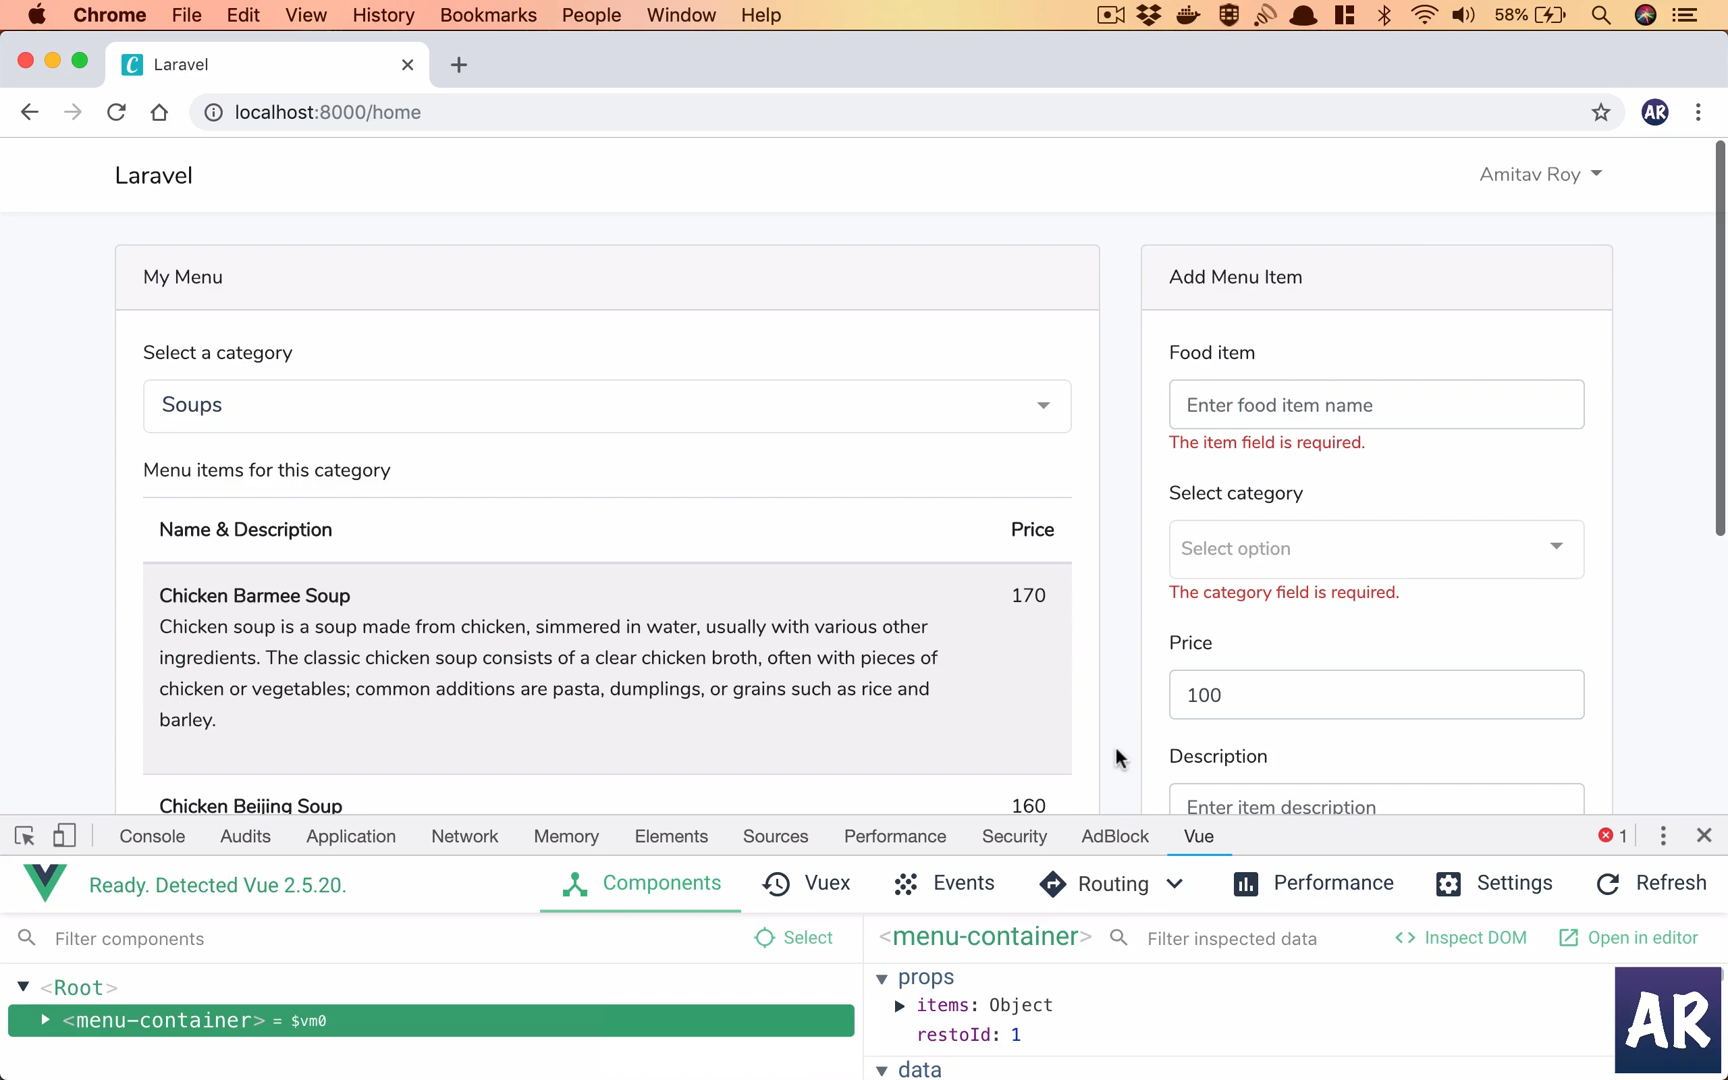 Chrome File Edit View History Bookmarks People Window Help 58%
Laravel
localhost:8000/home
AR
Laravel
Amitav Roy
My Menu
Select a category
Soups
Menu items for this category
Name & Description Price
Chicken Barmee Soup 170
Chicken soup is a soup made from chicken, simmered in water, usually with various other
ingredients. The classic chicken soup consists of a clear chicken broth, often with pieces of
chicken or vegetables; common additions are pasta, dumplings, or grains such as rice and
barley.
Chicken Beijing Soup 160
Add Menu Item
Food item
Enter food item name
The item field is required.
Select category
Select option
The category field is required.
Price
100
Description
Enter item description
Console Audits Application Network Memory Elements Sources Performance Security AdBlock Vue 1
Ready. Detected Vue 2.5.20. Components Vuex Events Routing Performance Settings Refresh
Filter components Select
<Root>
<menu-container> = $vm0
<menu-container> Filter inspected data Inspect DOM Open in editor
props
items: Object
restoId: 1
data
AR